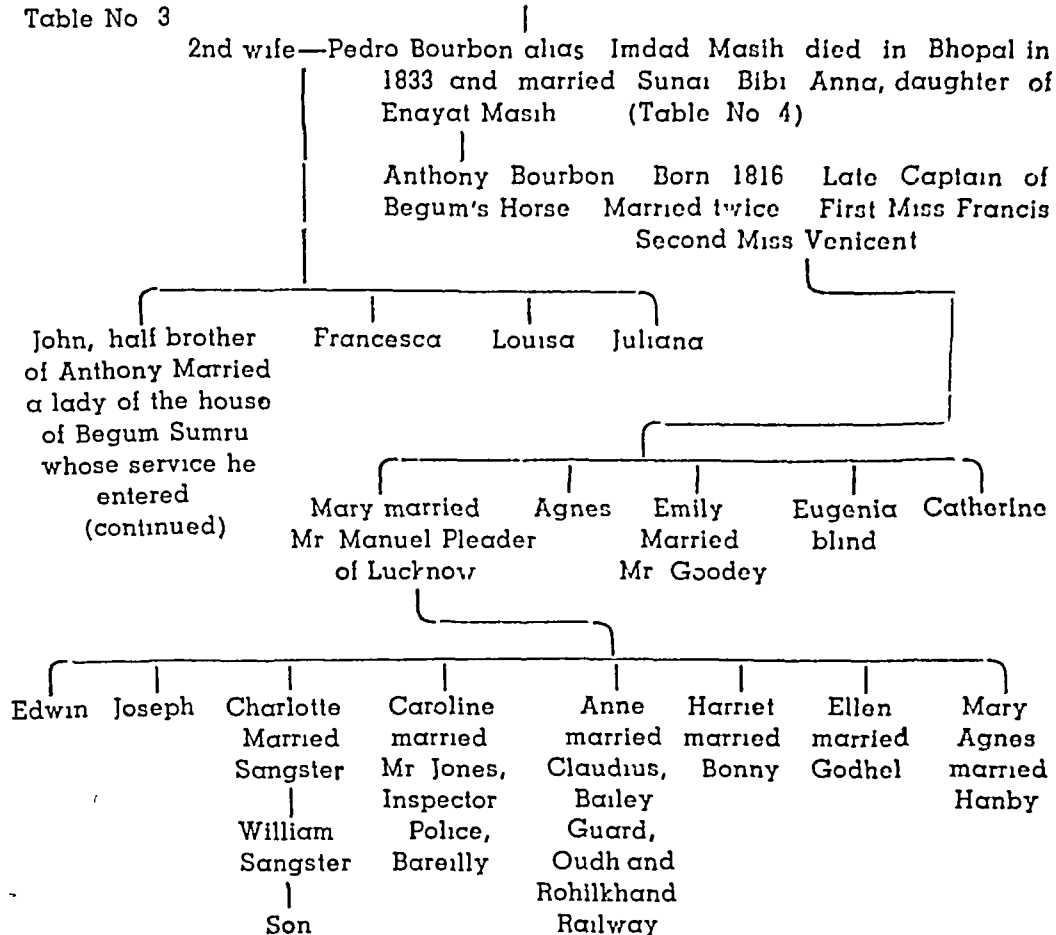 Table No 3
2nd wife—Pedro Bourbon alias Imdad Masih died in Bhopal in
1833 and married Sunai Bibi Anna, daughter of
Enayat Masih (Table No 4)
Anthony Bourbon Born 1816 Late Captain of
Begum's Horse Married twice First Miss Francis
Second Miss Venicent
John, half brother
of Anthony Married
a lady of the house
of Begum Sumru
whose service he
entered
(continued)
Francesca
Louisa
Juliana
Mary married
Mr Manuel Pleader
of Lucknow
Agnes
Emily
Married
Mr Goodey
Eugenia
blind
Catherine
Edwin
Joseph
Charlotte
Married
Sangster
William
Sangster
Son
Caroline
married
Mr Jones,
Inspector
Police,
Bareilly
Anne
married
Claudius,
Bailey
Guard,
Oudh and
Rohilkhand
Railway
Harriet
married
Bonny
Ellen
married
Godhel
Mary
Agnes
married
Hanby